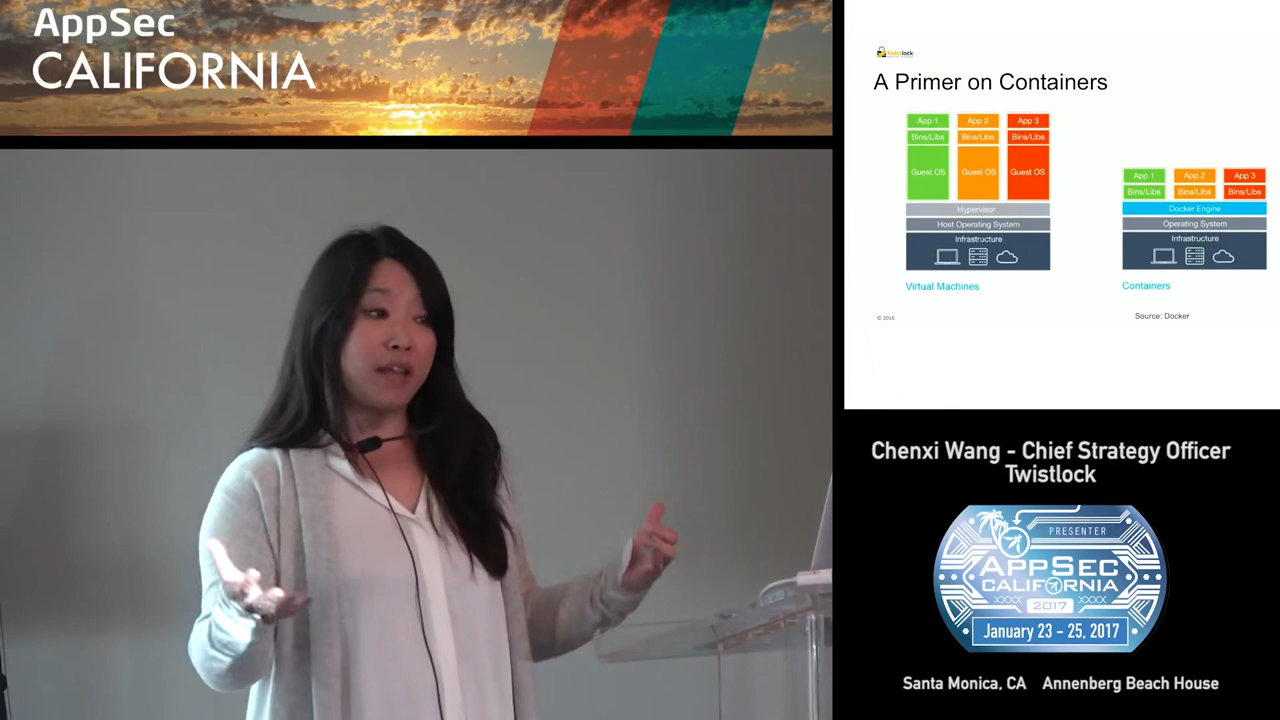 AppSec
CALIFORNIA
Twistlock
A Primer on Containers
App 1
App 2
App 3
Bins/Libs
Bins/Libs
Bins/Libs
Guest OS
Guest OS
Guest OS
Hypervisor
Host Operating System
Infrastructure
Virtual Machines
App 1
App 2
App 3
Bins/Libs
Bins/Libs
Bins/Libs
Docker Engine
Operating System
Infrastructure
Containers
© 2016
Source: Docker
Chenxi Wang - Chief Strategy Officer
Twistlock
PRESENTER
APPSEC
CALIFORNIA
XXXX 2017 XXXX
January 23 - 25, 2017
Santa Monica, CA Annenberg Beach House